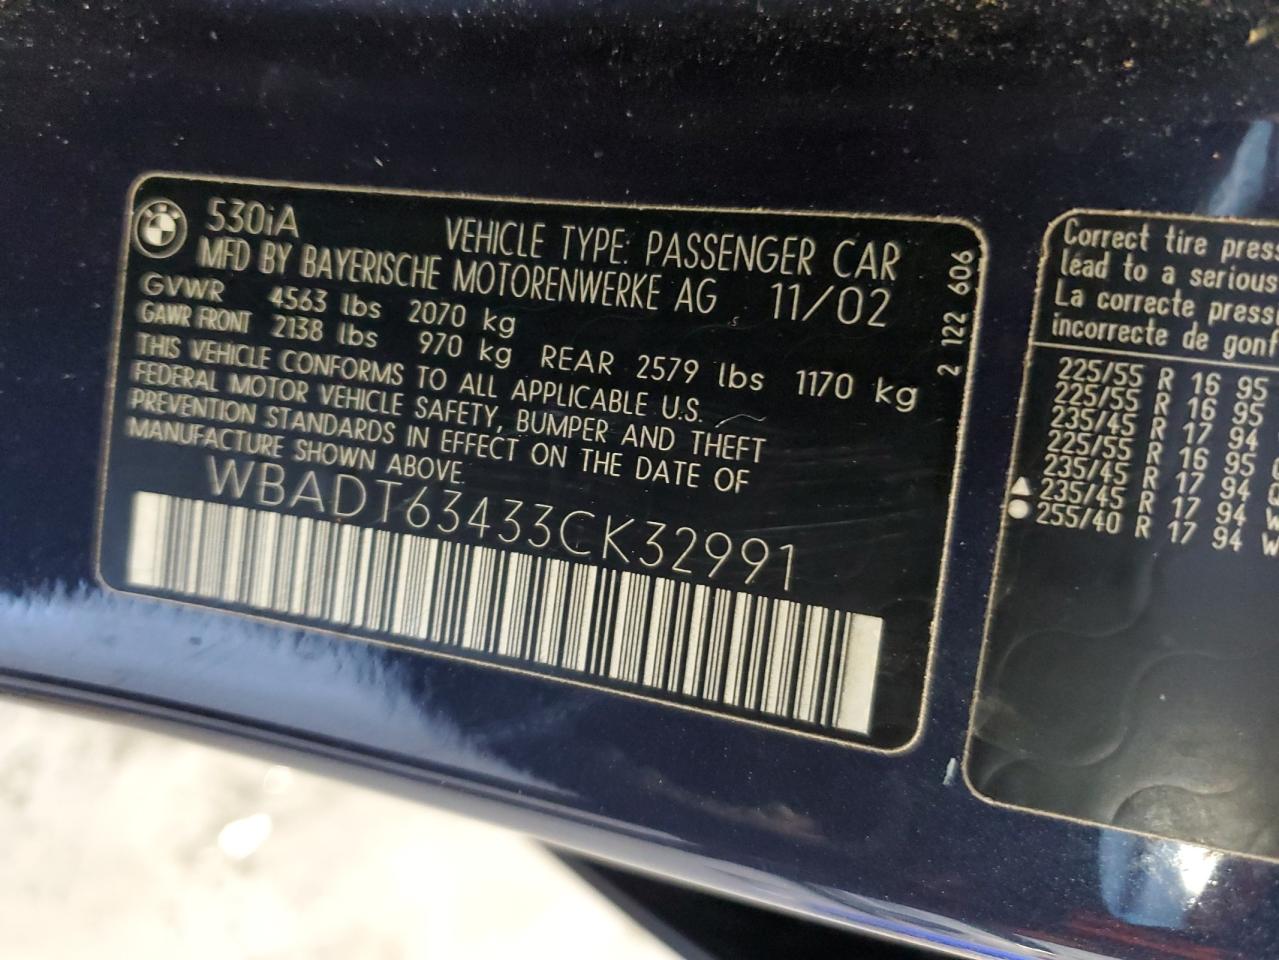 530iA VEHICLE TYPE: PASSENGER CAR
MFD BY BAYERISCHE MOTORENWERKE AG 11/02
GVWR 4563 lbs 2070 kg
GAWR FRONT 2138 lbs 970 kg REAR 2579 lbs 1170 kg
THIS VEHICLE CONFORMS TO ALL APPLICABLE U.S.
FEDERAL MOTOR VEHICLE SAFETY, BUMPER AND THEFT
PREVENTION STANDARDS IN EFFECT ON THE DATE OF
MANUFACTURE SHOWN ABOVE.
WBADT63433CK32991
2 122 606
Correct tire press
lead to a serious
La correcte pressi
incorrecte de gonf
225/55 R 16 95
225/55 R 16 95
235/45 R 17 94
225/55 R 16 95
235/45 R 17 94
235/45 R 17 94 W
255/40 R 17 94 W